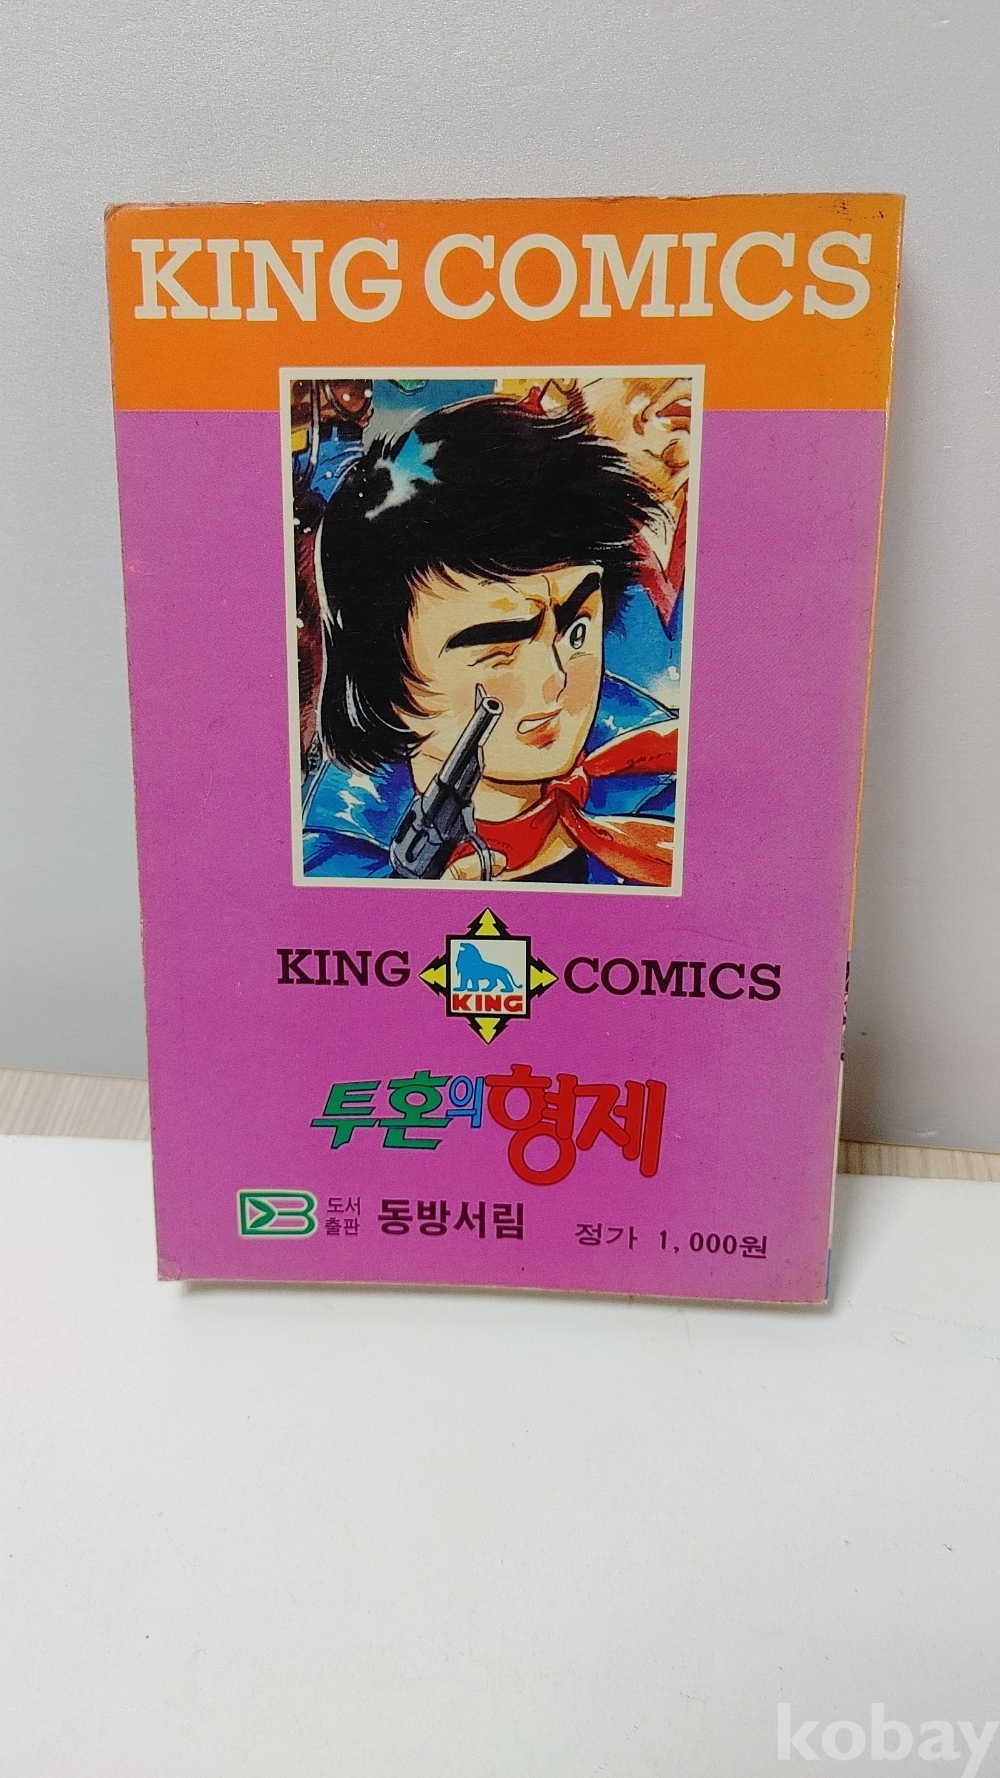 KING COMICS
KING
KING
COMICS
투혼의 형제
DB
도서
출판
동방서림
정가 1,000원
kobay